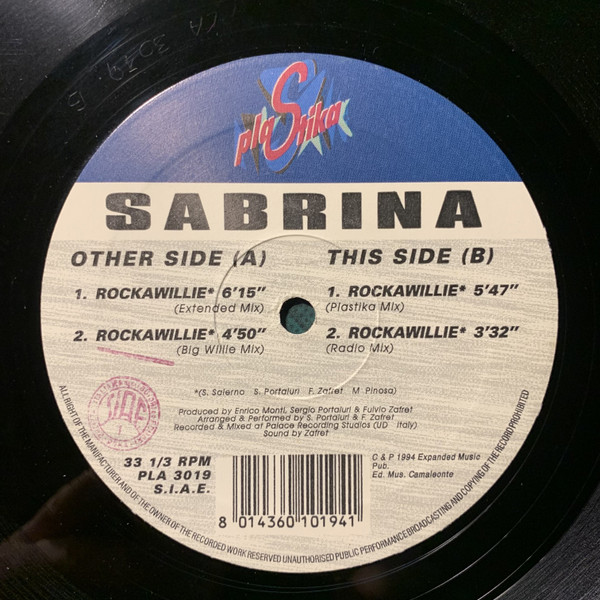 plaStika
SABRINA
OTHER SIDE (A)
1. ROCKAWILLIE* 6'15"
(Extended Mix)
2. ROCKAWILLIE* 4'50"
(Big Willie Mix)
THIS SIDE (B)
1. ROCKAWILLIE* 5'47"
(Plastika Mix)
2. ROCKAWILLIE* 3'32"
(Radio Mix)
*(S. Salerno S. Portaluri F. Zafret M. Pinosa)
Produced by Enrico Monti, Sergio Portaluri & Fulvio Zafret
Arranged & Performed by S. Portaluri & F. Zafret
Recorded & Mixed at Palace Recording Studios (UD Italy)
Sound by Zafret
33 1/3 RPM
PLA 3019
S.I.A.E.
8 014360 101941
C & P 1994 Expanded Music
Pub.
Ed. Mus. Camaleonte
ALL RIGHT OF THE MANUFACTURER AND OF THE OWNER OF THE RECORDED WORK RESERVED UNAUTHORISED PUBLIC PERFORMANCE BROADCASTING AND COPYING OF THE RECORD PROHIBITED